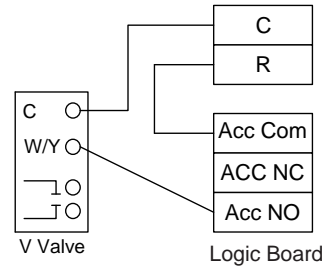 C
R
C
Acc Com
W/Y
ACC NC
Acc NO
V Valve
Logic Board